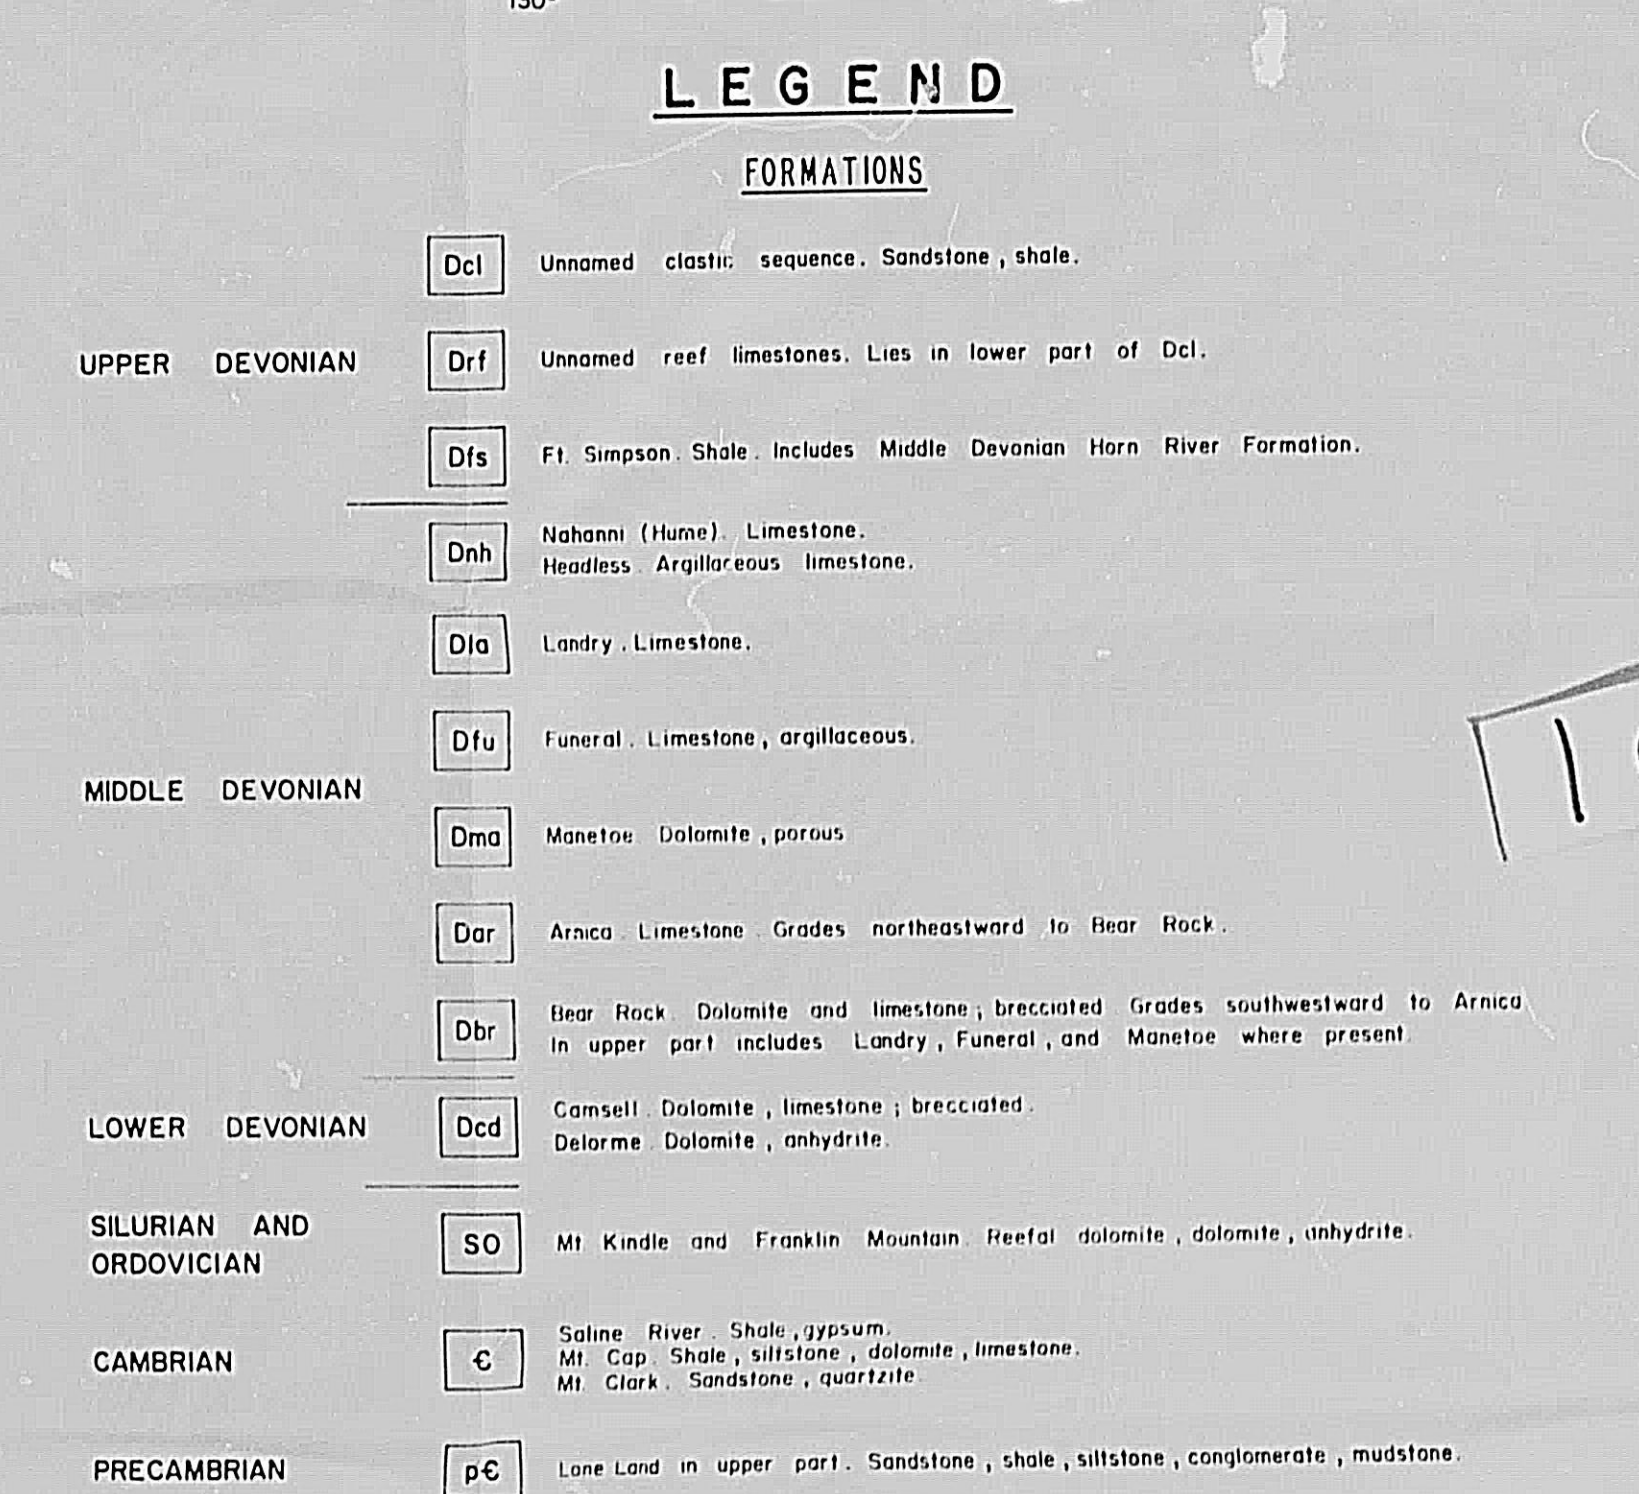 LEGEND
FORMATIONS
Dcl Unnamed clastic sequence. Sandstone, shale.
UPPER DEVONIAN Drf Unnamed reef limestones. Lies in lower part of Dcl.
Dfs Ft. Simpson. Shale. Includes Middle Devonian Horn River Formation.
Dnh Nahanni (Hume). Limestone.
Headless. Argillaceous limestone.
Dla Landry. Limestone.
Dfu Funeral. Limestone, argillaceous.
MIDDLE DEVONIAN
Dma Manetoe Dolomite, porous
Dar Arnica. Limestone. Grades northeastward to Bear Rock.
Dbr Bear Rock. Dolomite and limestone; brecciated. Grades southwestward to Arnica
In upper part includes Landry, Funeral, and Manetoe where present.
LOWER DEVONIAN Dcd Camsell. Dolomite, limestone; brecciated.
Delorme. Dolomite, anhydrite.
SILURIAN AND
ORDOVICIAN SO Mt Kindle and Franklin Mountain. Reefal dolomite, dolomite, anhydrite.
Saline River. Shale, gypsum.
CAMBRIAN Є Mt. Cap. Shale, siltstone, dolomite, limestone.
Mt. Clark. Sandstone, quartzite.
PRECAMBRIAN pЄ Lone Land in upper part. Sandstone, shale, siltstone, conglomerate, mudstone.